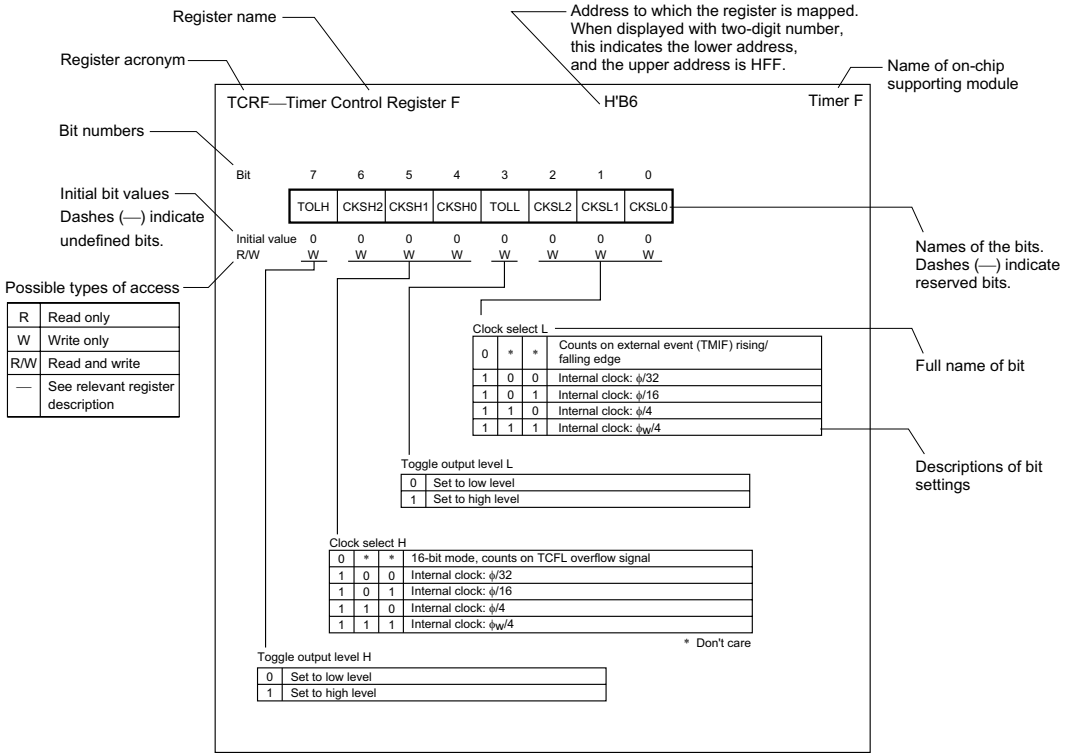 Register name
Address to which the register is mapped.
When displayed with two-digit number,
this indicates the lower address,
and the upper address is HFF.
Register acronym
Name of on-chip
supporting module
TCRF—Timer Control Register F
H'B6
Timer F
Bit numbers
Bit 7 6 5 4 3 2 1 0
Initial bit values
Dashes (—) indicate
undefined bits.
TOLH CKSH2 CKSH1 CKSH0 TOLL CKSL2 CKSL1 CKSL0
Initial value 0 0 0 0 0 0 0 0
R/W W W W W W W W W
Names of the bits.
Dashes (—) indicate
reserved bits.
Possible types of access
R Read only
W Write only
R/W Read and write
— See relevant register
description
Clock select L
0 * * Counts on external event (TMIF) rising/
falling edge
1 0 0 Internal clock: ϕ/32
1 0 1 Internal clock: ϕ/16
1 1 0 Internal clock: ϕ/4
1 1 1 Internal clock: ϕw/4
Full name of bit
Descriptions of bit
settings
Toggle output level L
0 Set to low level
1 Set to high level
Clock select H
0 * * 16-bit mode, counts on TCFL overflow signal
1 0 0 Internal clock: ϕ/32
1 0 1 Internal clock: ϕ/16
1 1 0 Internal clock: ϕ/4
1 1 1 Internal clock: ϕw/4
* Don't care
Toggle output level H
0 Set to low level
1 Set to high level